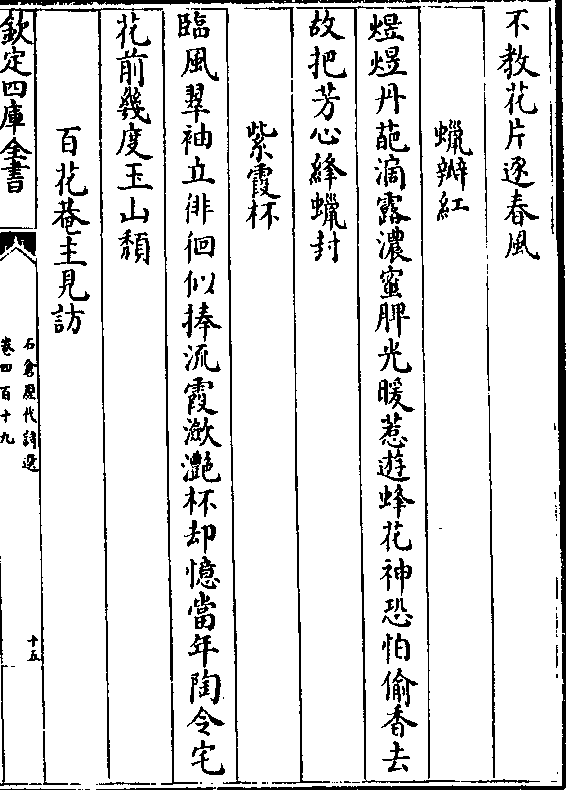 不教花片逐春風
蠟瓣紅
煜煜丹葩滴露濃蜜脾光暖惹遊蜂花神恐怕偷香去
故把芳心絳蠟封
紫霞杯
臨風翠袖立徘徊似捧流霞瀲灧杯却憶當年陶令宅
花前幾度玉山頽
百花菴主見訪
欽定四庫全書
石倉歷代詩選
卷四百十九
十五